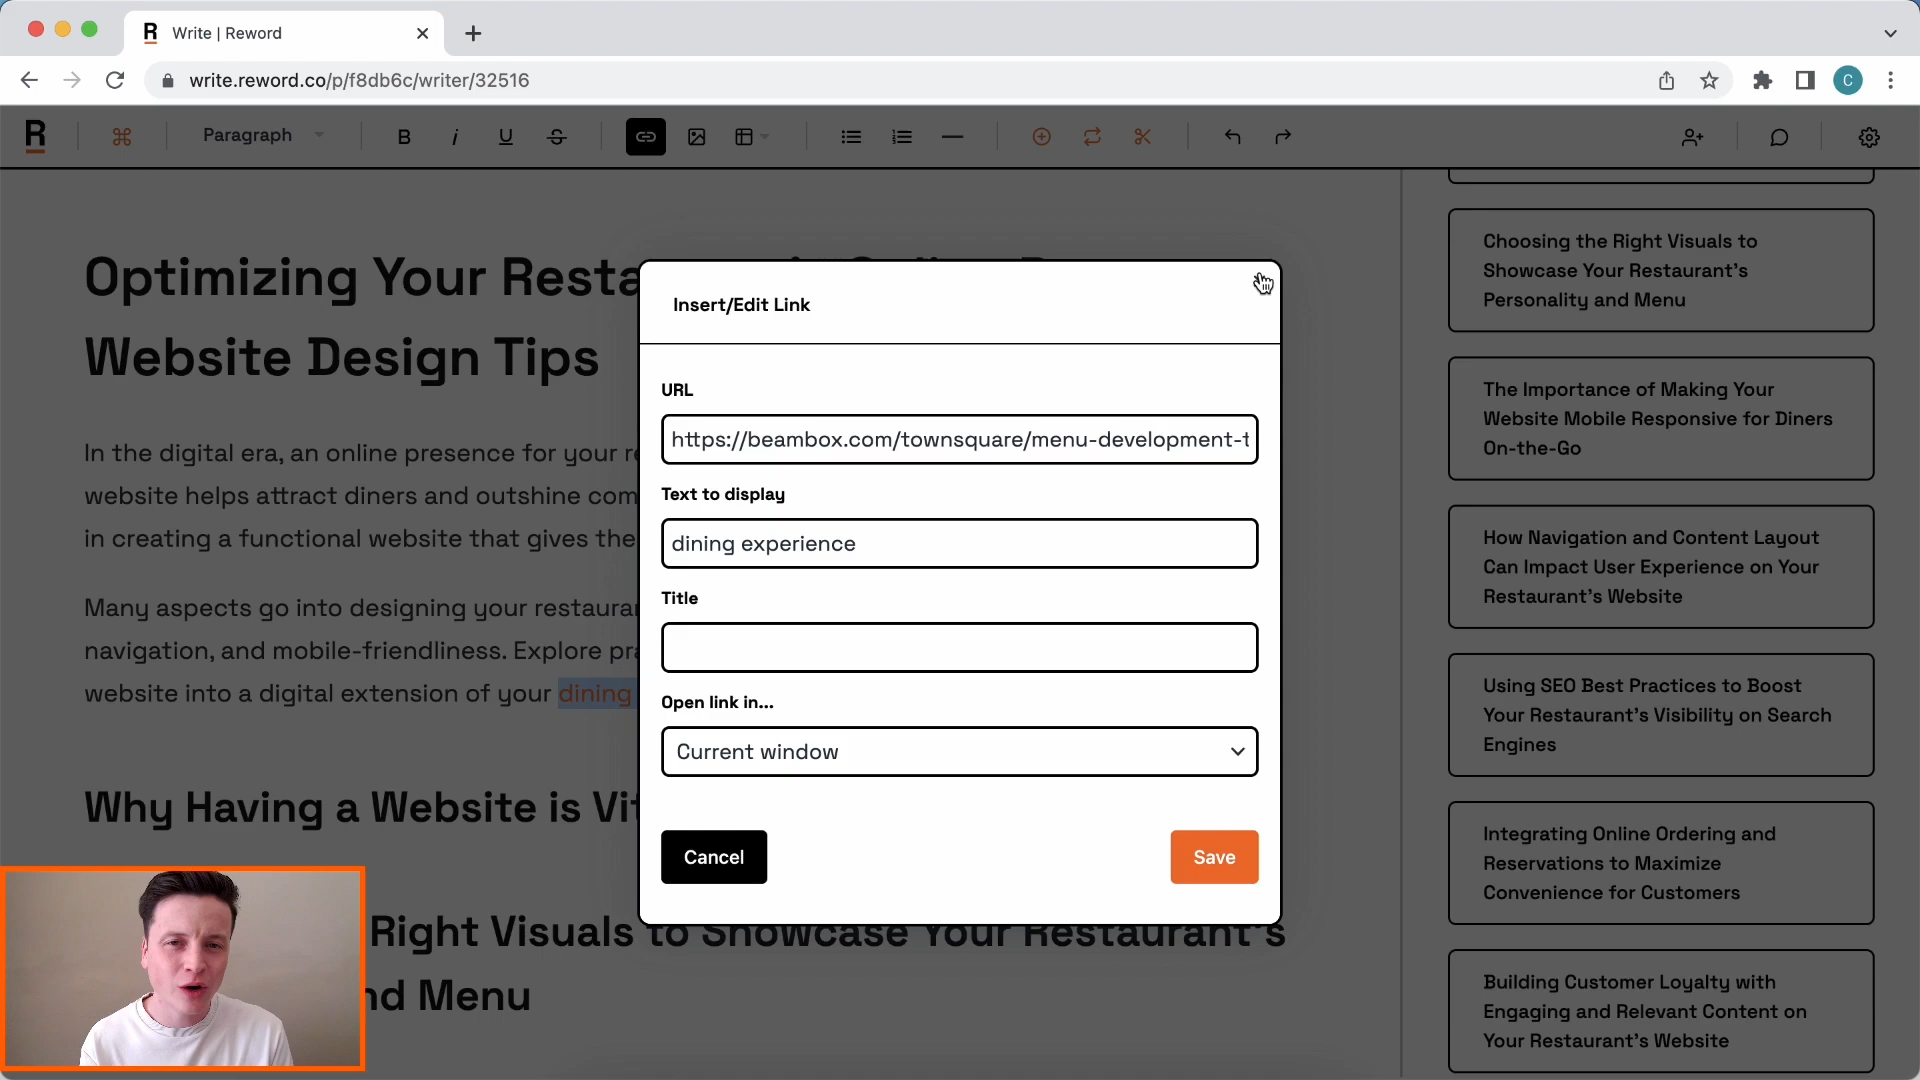 R Write | Reword
write.reword.co/p/f8db6c/writer/32516
C
R
Paragraph
B i U S
Optimizing Your Resta
Website Design Tips
In the digital era, an online presence for your re
website helps attract diners and outshine com
in creating a functional website that gives the
Many aspects go into designing your restaura
navigation, and mobile-friendliness. Explore pra
website into a digital extension of your dining
Why Having a Website is Vit
Right Visuals to Showcase Your Restaurant's
nd Menu
Insert/Edit Link
URL
https://beambox.com/townsquare/menu-development-t
Text to display
dining experience
Title
Open link in...
Current window
Cancel
Save
Choosing the Right Visuals to
Showcase Your Restaurant's
Personality and Menu
The Importance of Making Your
Website Mobile Responsive for Diners
On-the-Go
How Navigation and Content Layout
Can Impact User Experience on Your
Restaurant's Website
Using SEO Best Practices to Boost
Your Restaurant's Visibility on Search
Engines
Integrating Online Ordering and
Reservations to Maximize
Convenience for Customers
Building Customer Loyalty with
Engaging and Relevant Content on
Your Restaurant's Website